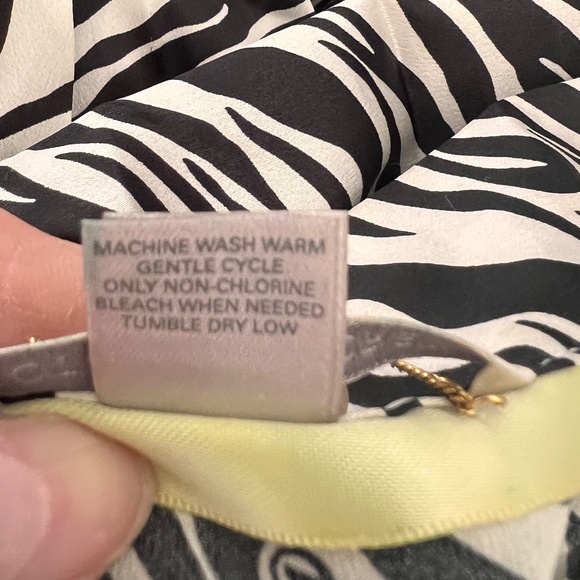 MACHINE WASH WARM
GENTLE CYCLE
ONLY NON-CHLORINE
BLEACH WHEN NEEDED
TUMBLE DRY LOW